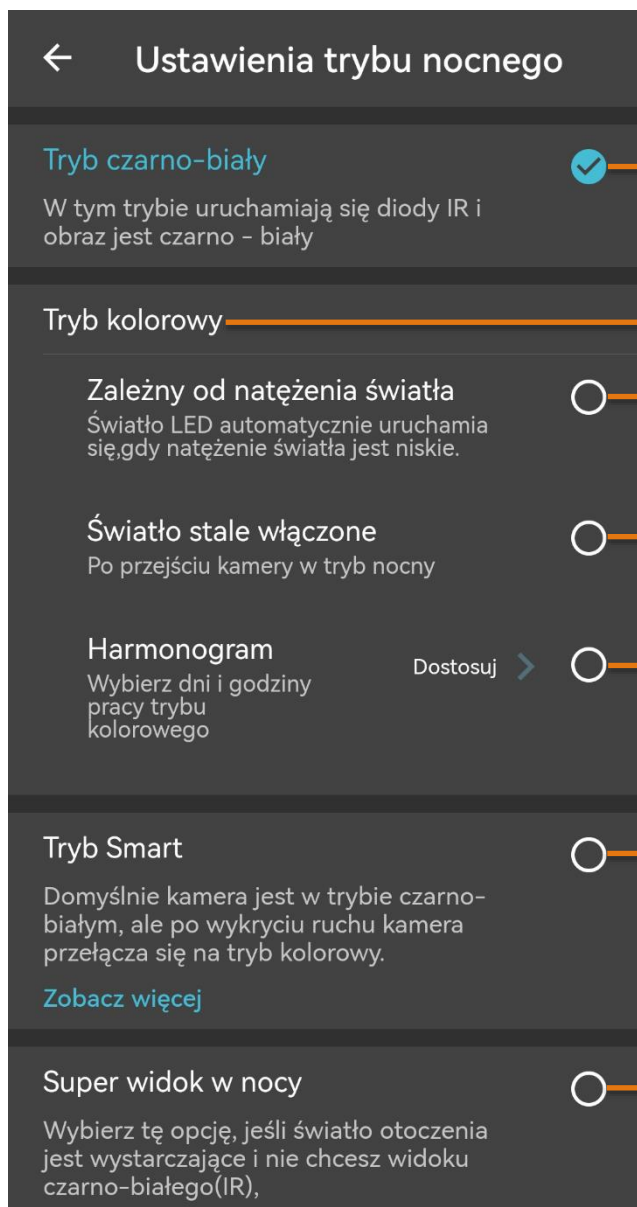 Ustawienia trybu nocnego
Tryb czarno-biały
W tym trybie uruchamiają się diody IR i
obraz jest czarno - biały
Tryb kolorowy
Zależny od natężenia światła
Światło LED automatycznie uruchamia
się,gdy natężenie światła jest niskie.
Światło stale włączone
Po przejściu kamery w tryb nocny
Harmonogram
Wybierz dni i godziny
pracy trybu
kolorowego
Dostosuj
Tryb Smart
Domyślnie kamera jest w trybie czarno-
białym, ale po wykryciu ruchu kamera
przełącza się na tryb kolorowy.
Zobacz więcej
Super widok w nocy
Wybierz tę opcję, jeśli światło otoczenia
jest wystarczające i nie chcesz widoku
czarno-białego(IR),